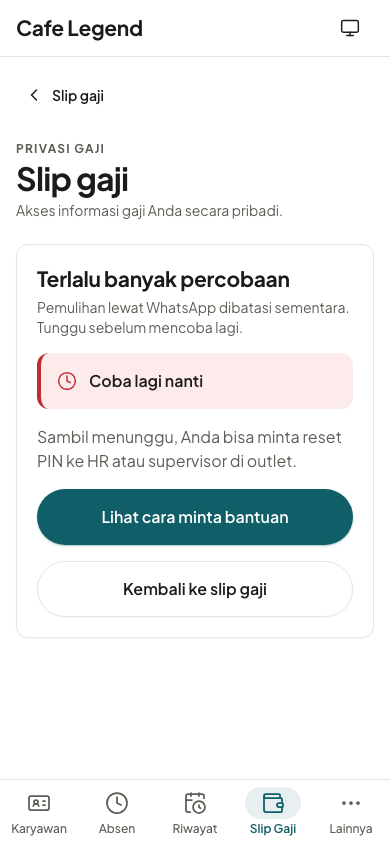 Cafe Legend
Slip gaji
PRIVASI GAJI
Slip gaji
Akses informasi gaji Anda secara pribadi.
Terlalu banyak percobaan
Pemulihan lewat WhatsApp dibatasi sementara.
Tunggu sebelum mencoba lagi.
Coba lagi nanti
Sambil menunggu, Anda bisa minta reset
PIN ke HR atau supervisor di outlet.
Lihat cara minta bantuan
Kembali ke slip gaji
Karyawan
Absen
Riwayat
Slip Gaji
Lainnya